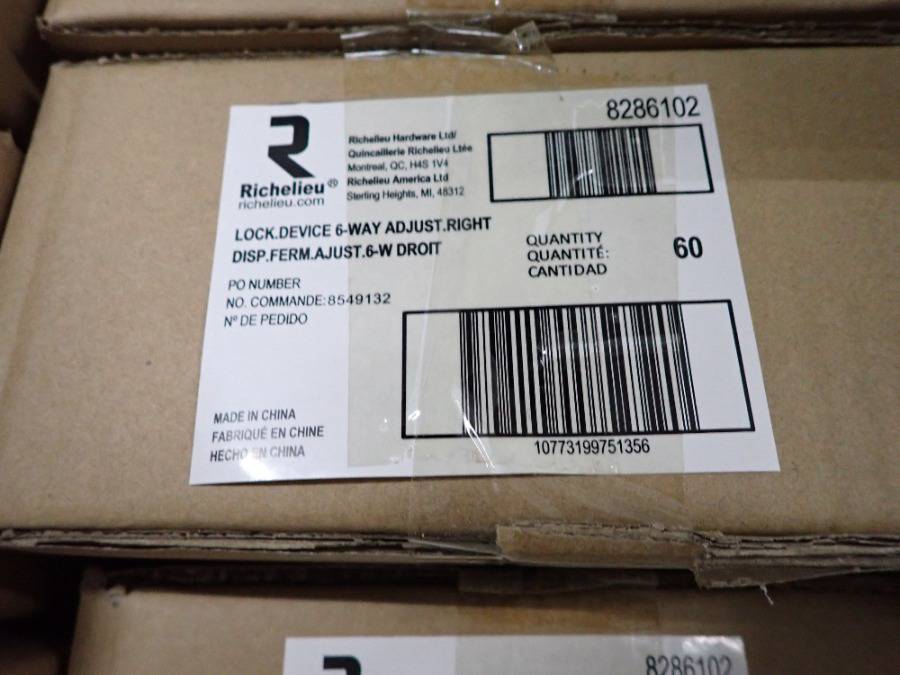 8286102
R
Richelieu®
richelieu.com
Richelieu Hardware Ltd/
Quincaillerie Richelieu Ltée
Montreal, QC, H4S 1V4
Richelieu America Ltd
Sterling Heights, MI, 48312
LOCK.DEVICE 6-WAY ADJUST.RIGHT
DISP.FERM.AJUST.6-W DROIT
QUANTITY
QUANTITÉ:
CANTIDAD
60
PO NUMBER
NO. COMMANDE:8549132
Nº DE PEDIDO
MADE IN CHINA
FABRIQUÉ EN CHINE
HECHO EN CHINA
10773199751356
8286102